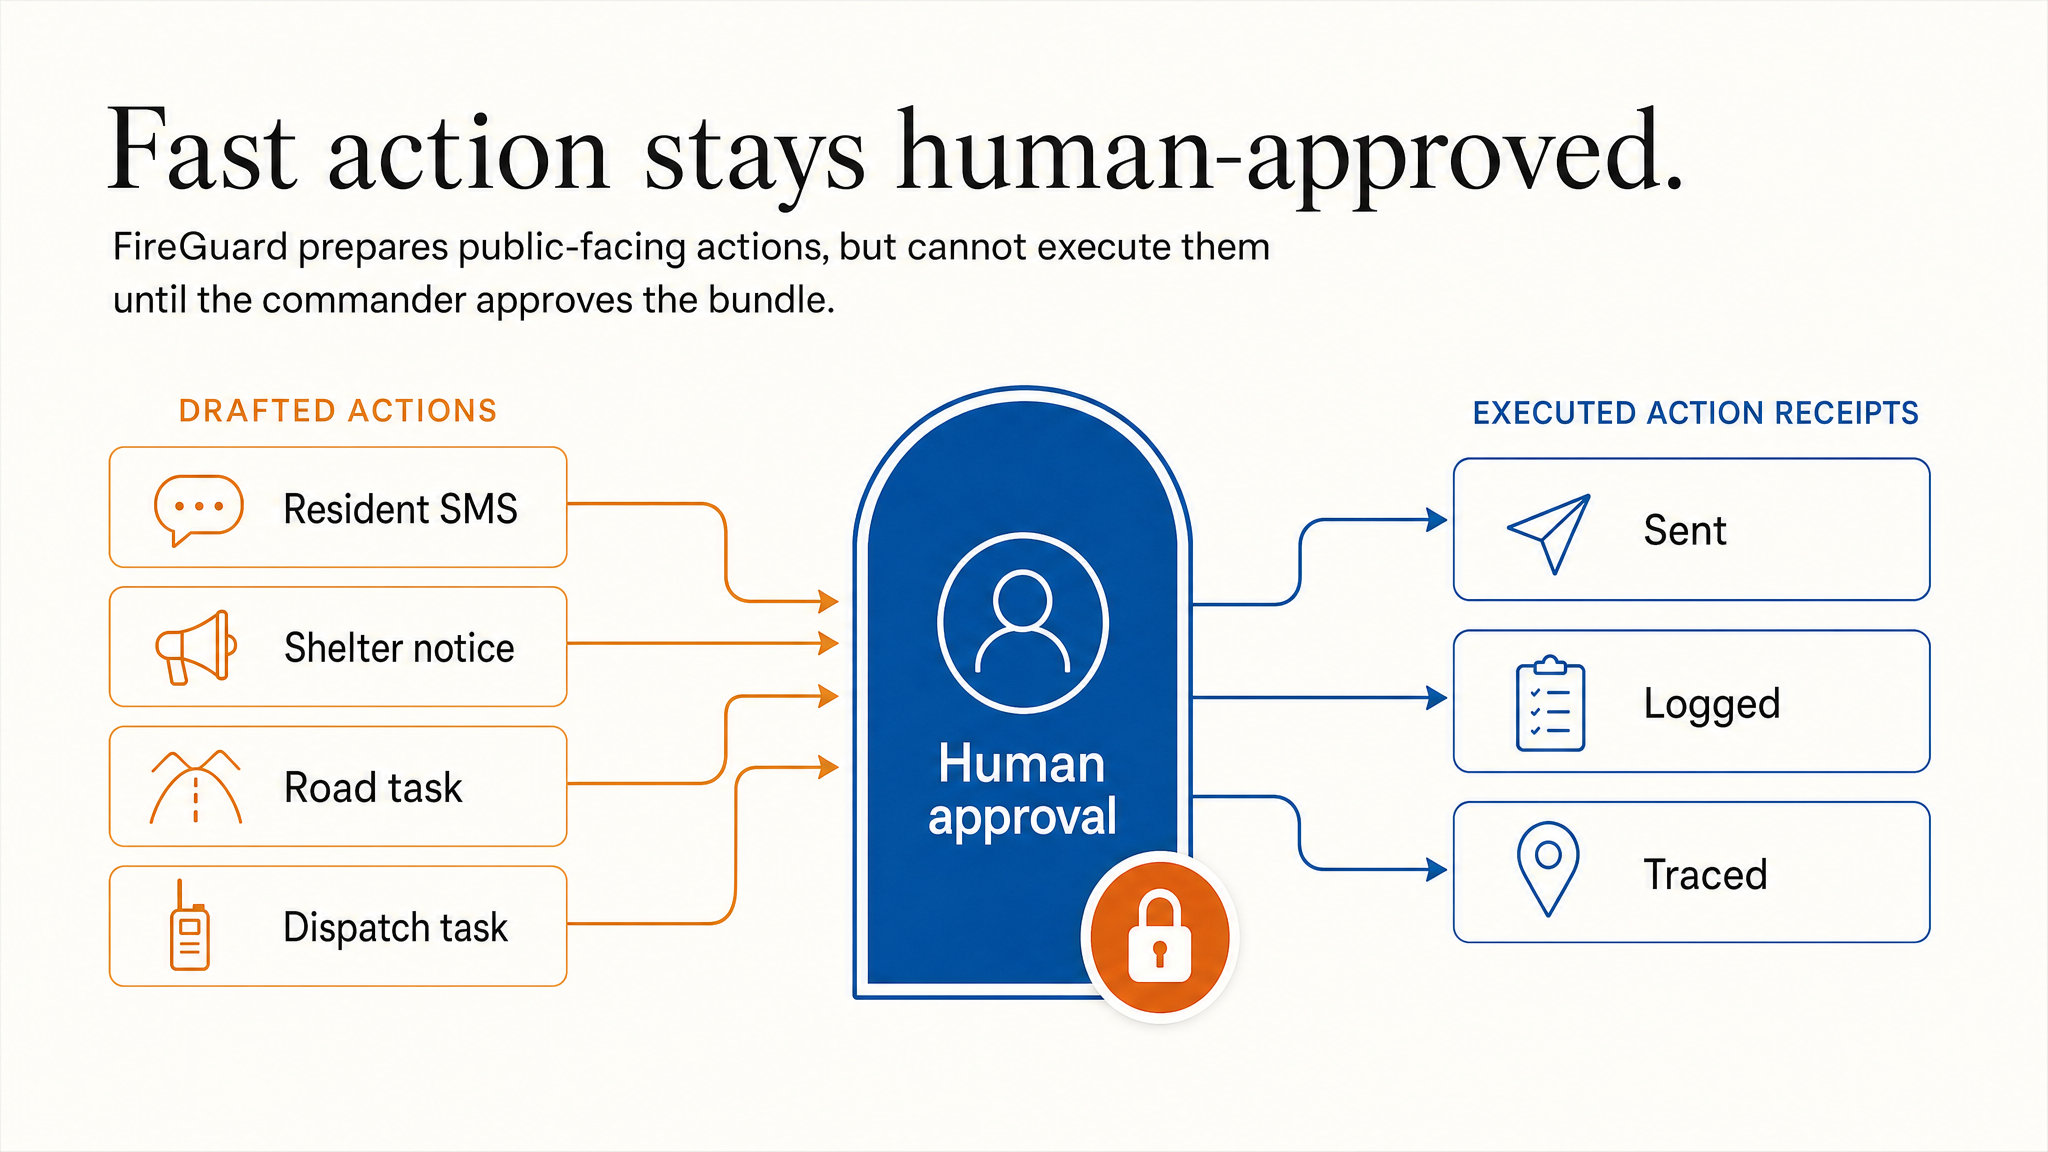 Fast action stays human-approved.
FireGuard prepares public-facing actions, but cannot execute them
until the commander approves the bundle.
DRAFTED ACTIONS
Resident SMS
Shelter notice
Road task
Dispatch task
Human
approval
EXECUTED ACTION RECEIPTS
Sent
Logged
Traced